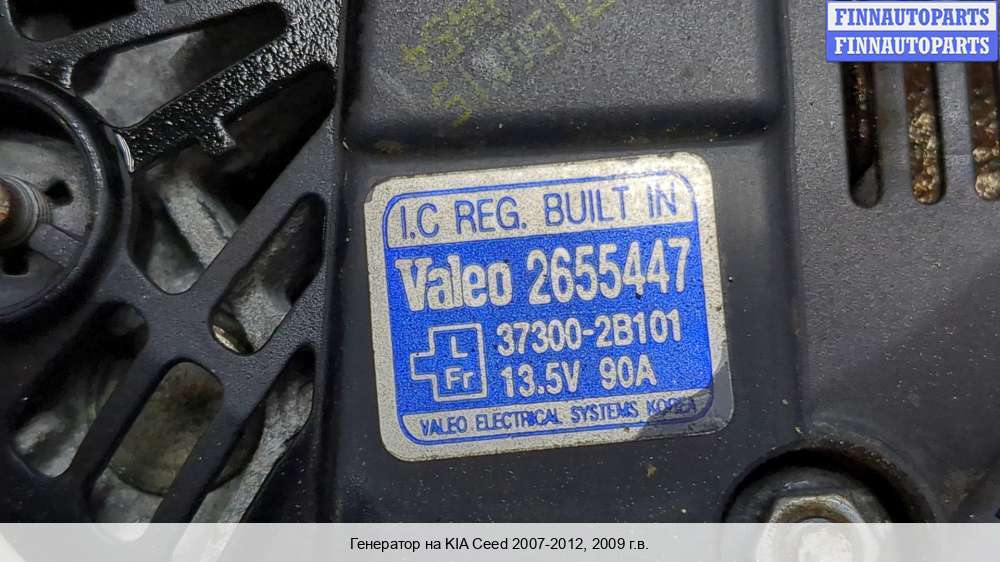 FINNAUTOPARTS
FINNAUTOPARTS
I.C REG. BUILT IN
Valeo 2655447
L
Fr
37300-2B101
13.5V 90A
VALEO ELECTRICAL SYSTEMS KOREA
Генератор на KIA Ceed 2007-2012, 2009 г.в.